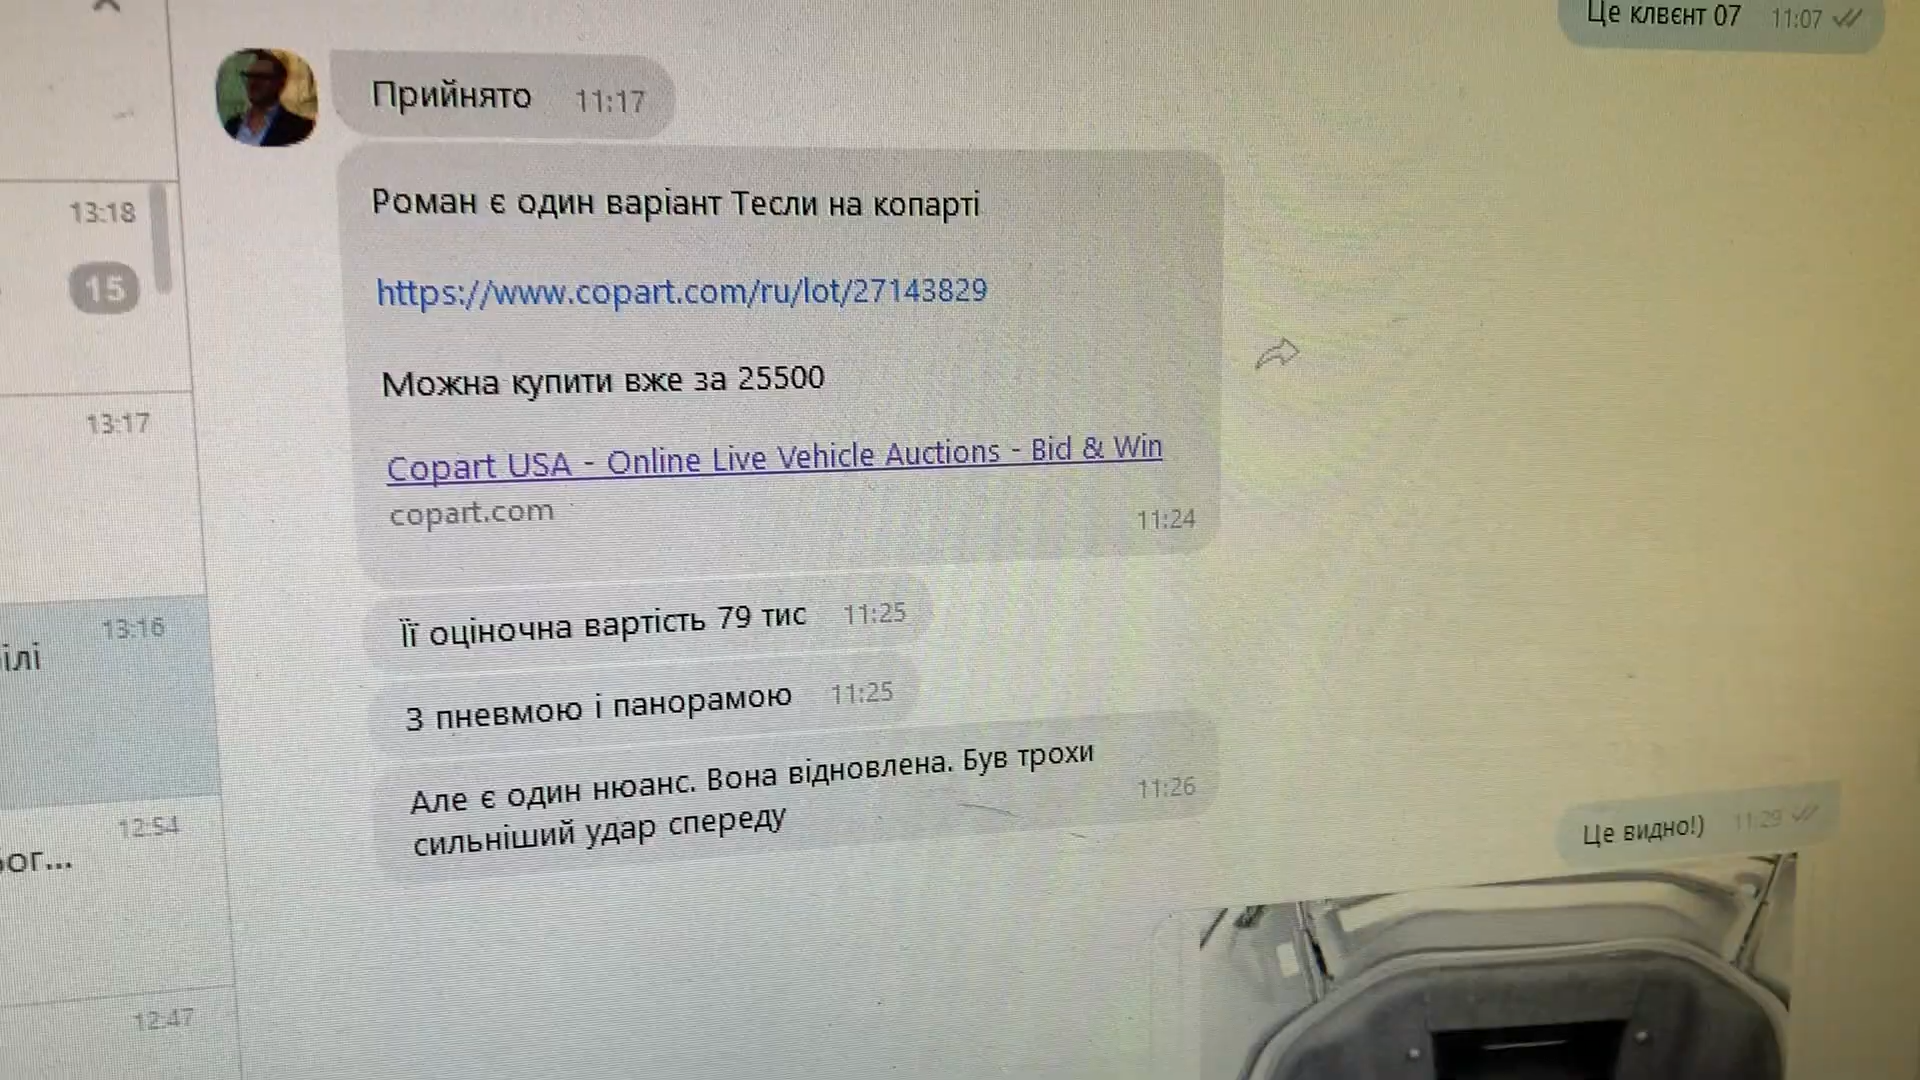 Це клвєнт 07 11:07
Прийнято 11:17
Роман є один варіант Тесли на копарті
https://www.copart.com/ru/lot/27143829
Можна купити вже за 25500
Copart USA - Online Live Vehicle Auctions - Bid & Win
copart.com
11:24
Її оціночна вартість 79 тис 11:25
З пневмою і панорамою 11:25
Але є один нюанс. Вона відновлена. Був трохи
сильніший удар спереду
11:26
Це видно!) 11:29
13:18
15
13:17
13:16
ілі
12:54
ог...
12:47